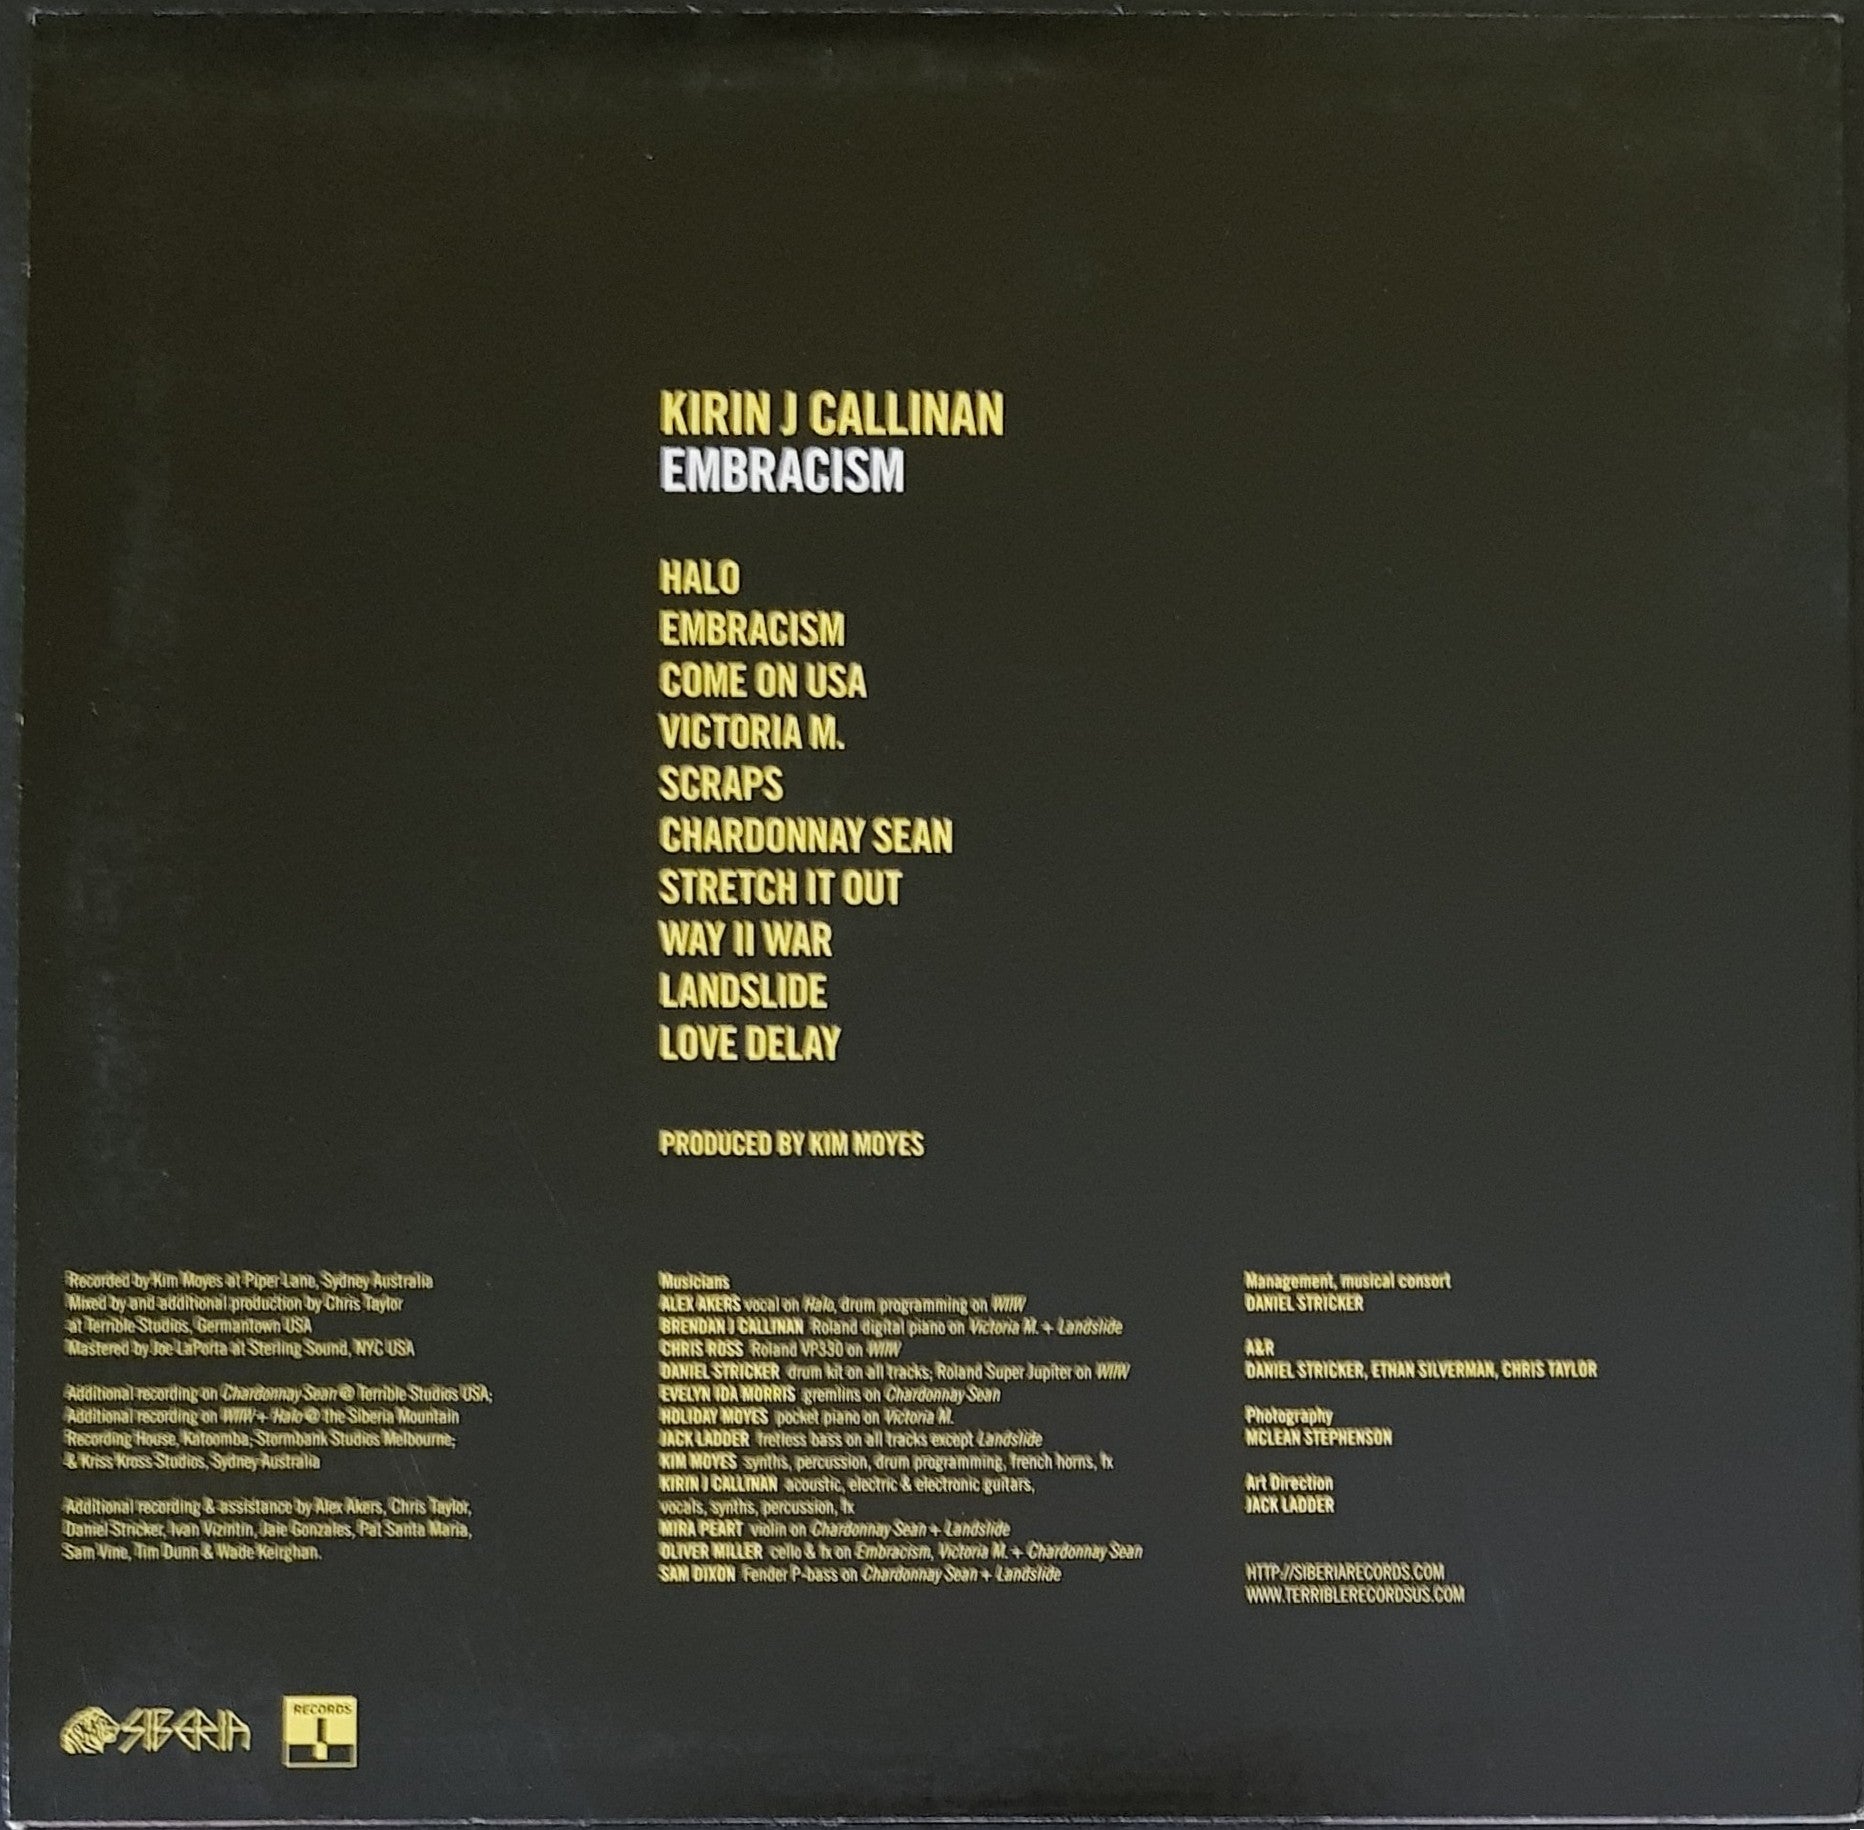 KIRIN J CALLINAN
EMBRACISM
HALO
EMBRACISM
COME ON USA
VICTORIA M.
SCRAPS
CHARDONNAY SEAN
STRETCH IT OUT
WAY II WAR
LANDSLIDE
LOVE DELAY
PRODUCED BY KIM MOYES
Recorded by Kim Moyes at Piper Lane, Sydney Australia
Mixed by and additional production by Chris Taylor
at Terrible Studios, Germantown USA
Mastered by Joe LaPorta at Sterling Sound, NYC USA
Additional recording on Chardonnay Sean @ Terrible Studios USA;
Additional recording on WIIW + Halo @ the Siberia Mountain
Recording House, Katoomba; Stormbank Studios Melbourne;
& Kriss Kross Studios, Sydney Australia
Additional recording & assistance by Alex Akers, Chris Taylor,
Daniel Stricker, Ivan Vizintin, Jaie Gonzales, Pat Santa Maria,
Sam Vine, Tim Dunn & Wade Keirghan.
Musicians
ALEX AKERS vocal on Halo, drum programming on WIIW
BRENDAN J CALLINAN Roland digital piano on Victoria M. + Landslide
CHRIS ROSS Roland VP330 on WIIW
DANIEL STRICKER drum kit on all tracks; Roland Super Jupiter on WIIW
EVELYN IDA MORRIS gremlins on Chardonnay Sean
HOLIDAY MOYES pocket piano on Victoria M.
JACK LADDER fretless bass on all tracks except Landslide
KIM MOYES synths, percussion, drum programming, french horns, fx
KIRIN J CALLINAN acoustic, electric & electronic guitars,
vocals, synths, percussion, fx
MIRA PEART violin on Chardonnay Sean + Landslide
OLIVER MILLER cello & fx on Embracism, Victoria M. + Chardonnay Sean
SAM DIXON Fender P-bass on Chardonnay Sean + Landslide
Management, musical consort
DANIEL STRICKER
A&R
DANIEL STRICKER, ETHAN SILVERMAN, CHRIS TAYLOR
Photography
MCLEAN STEPHENSON
Art Direction
JACK LADDER
HTTP://SIBERIARECORDS.COM
WWW.TERRIBLERECORDSUS.COM
SIBERIA
RECORDS